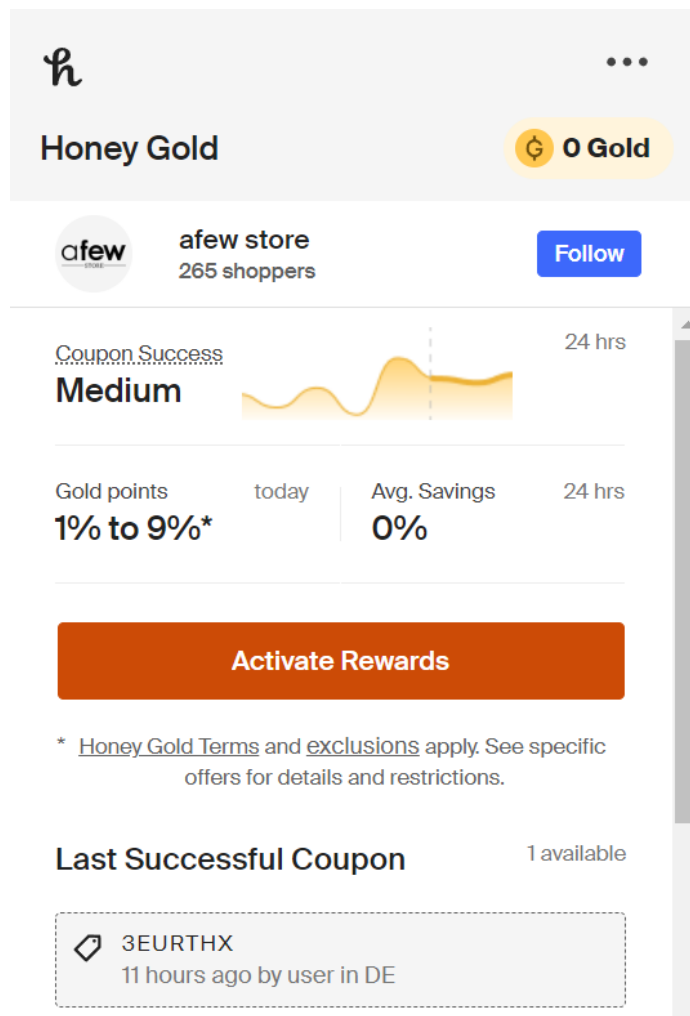 h
Honey Gold
0 Gold
afew
STORE
afew store
265 shoppers
Follow
Coupon Success
Medium
24 hrs
Gold points
today
1% to 9%*
Avg. Savings
24 hrs
0%
Activate Rewards
* Honey Gold Terms and exclusions apply. See specific
offers for details and restrictions.
Last Successful Coupon
1 available
3EURTHX
11 hours ago by user in DE